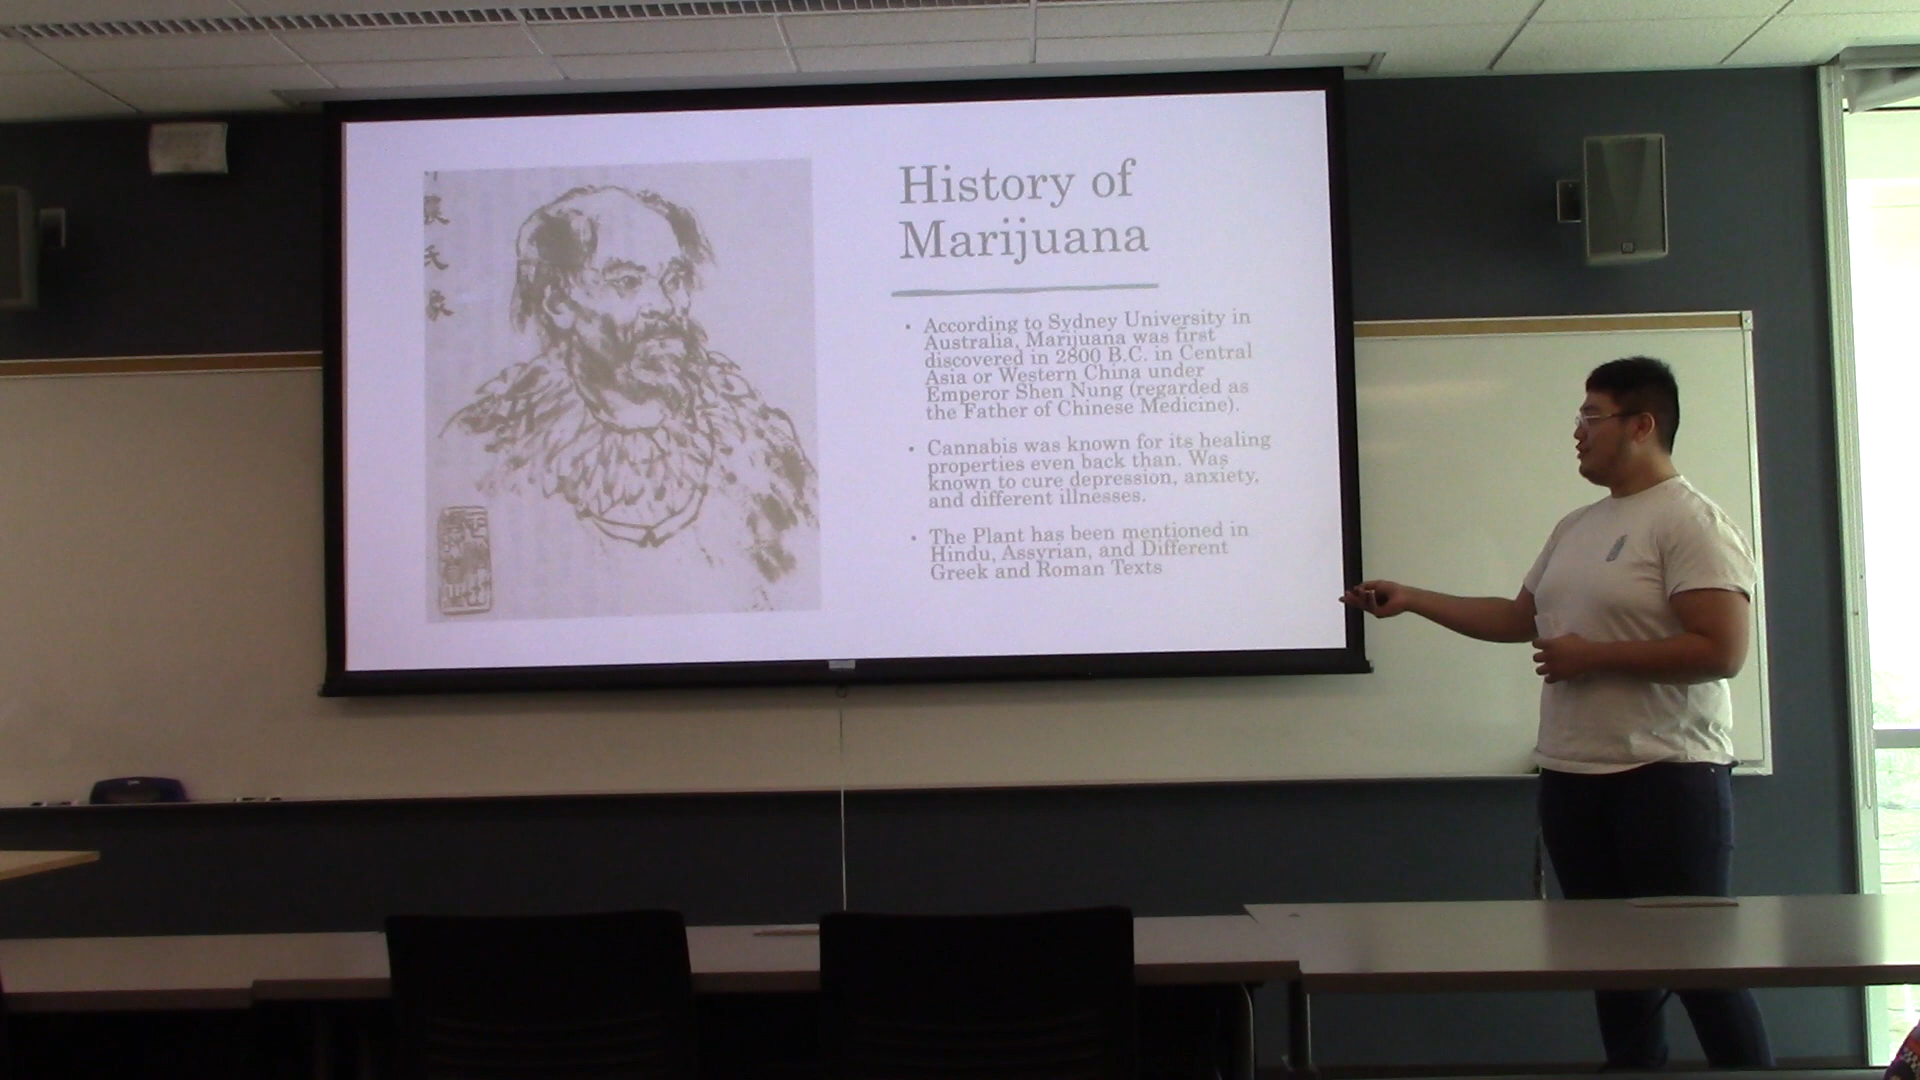 農
氏
像
History of
Marijuana
• According to Sydney University in
Australia, Marijuana was first
discovered in 2800 B.C. in Central
Asia or Western China under
Emperor Shen Nung (regarded as
the Father of Chinese Medicine).
• Cannabis was known for its healing
properties even back than. Was
known to cure depression, anxiety,
and different illnesses.
• The Plant has been mentioned in
Hindu, Assyrian, and Different
Greek and Roman Texts